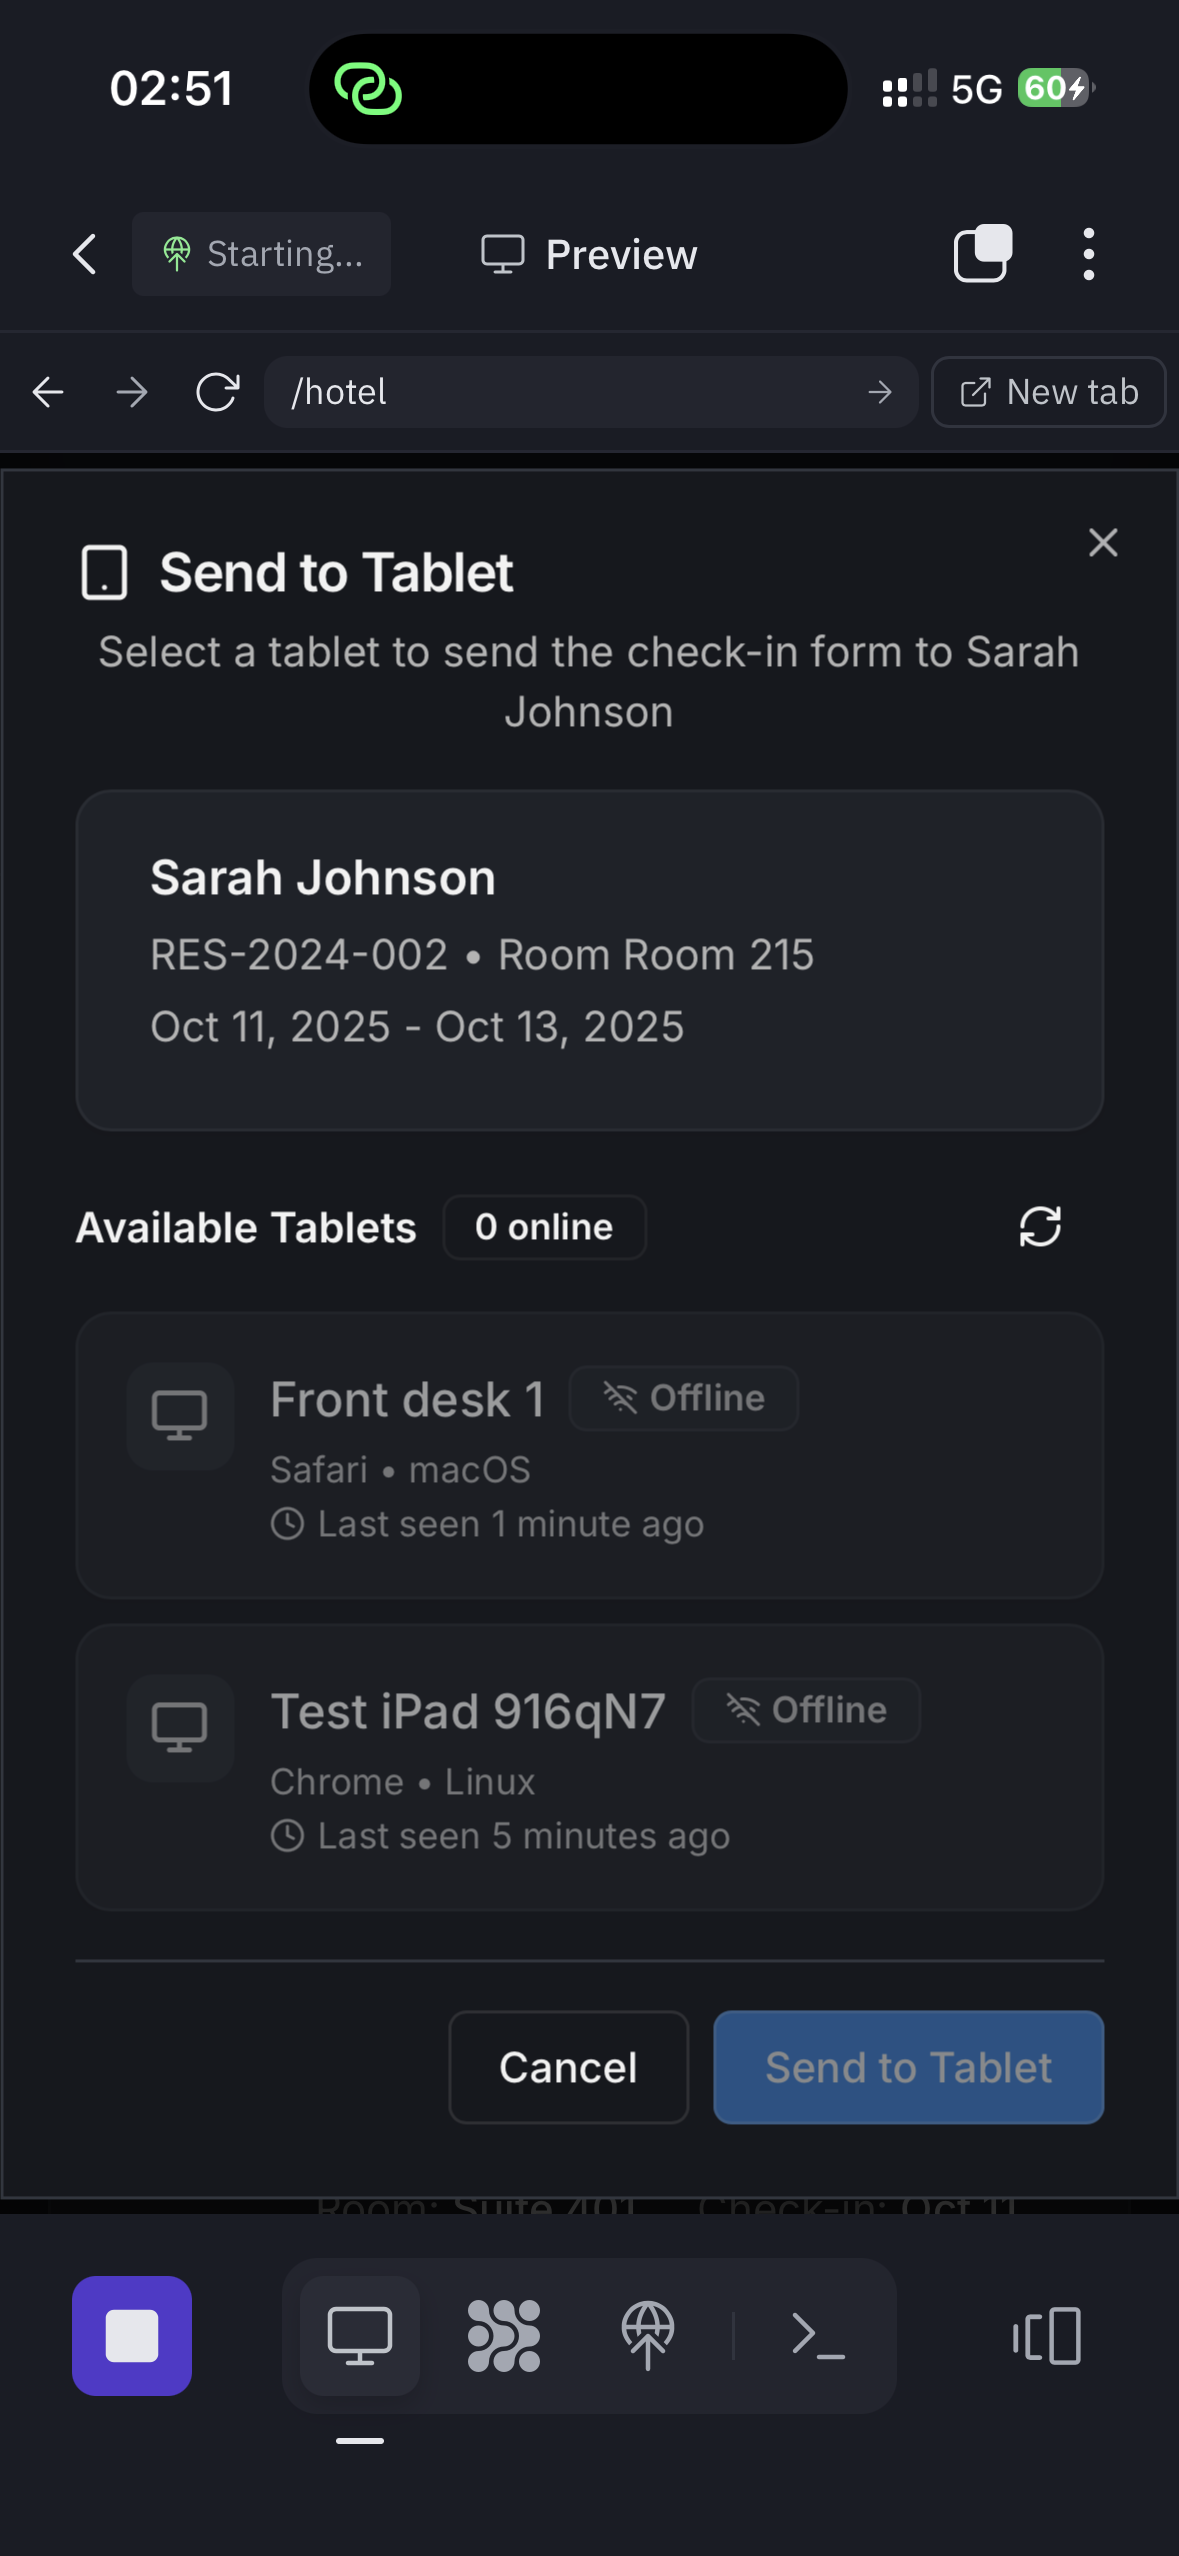 02:51
5G
60
Starting...
Preview
/hotel
New tab
Send to Tablet
Select a tablet to send the check-in form to Sarah
Johnson
Sarah Johnson
RES-2024-002 • Room Room 215
Oct 11, 2025 - Oct 13, 2025
Available Tablets
0 online
Front desk 1
Offline
Safari • macOS
Last seen 1 minute ago
Test iPad 916qN7
Offline
Chrome • Linux
Last seen 5 minutes ago
Cancel
Send to Tablet
Room: Suite 401 Check-in: Oct 11